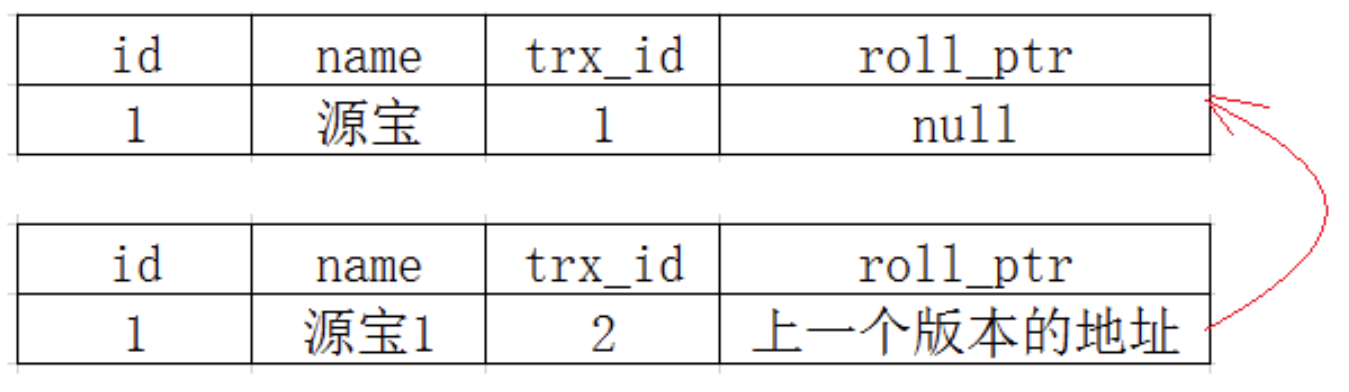 id name trx_id roll_ptr
1 源宝 1 null
id name trx_id roll_ptr
1 源宝1 2 上一个版本的地址